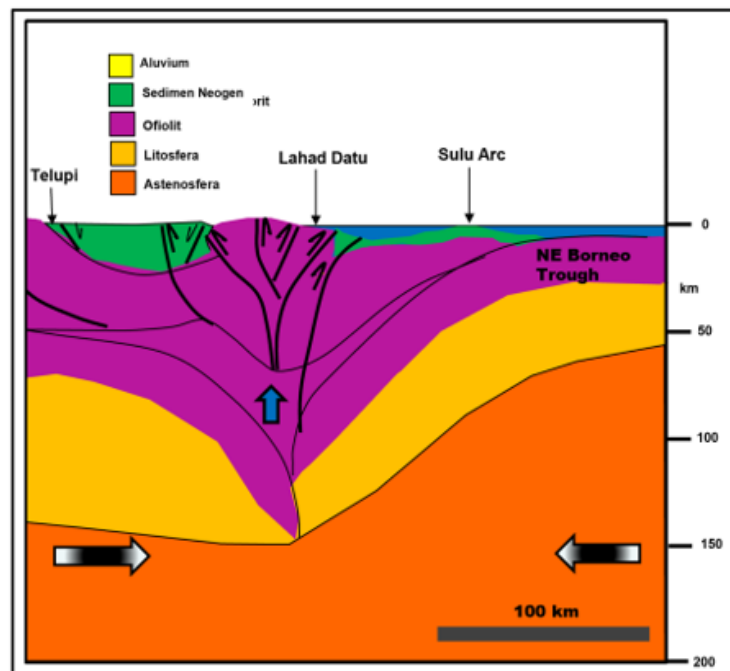 Aluvium
Sedimen Neogen
Ofiolit
Litosfera
Astenosfera
Telupi
Lahad Datu
Sulu Arc
NE Borneo
Trough
0
km
50
100
150
200
100 km